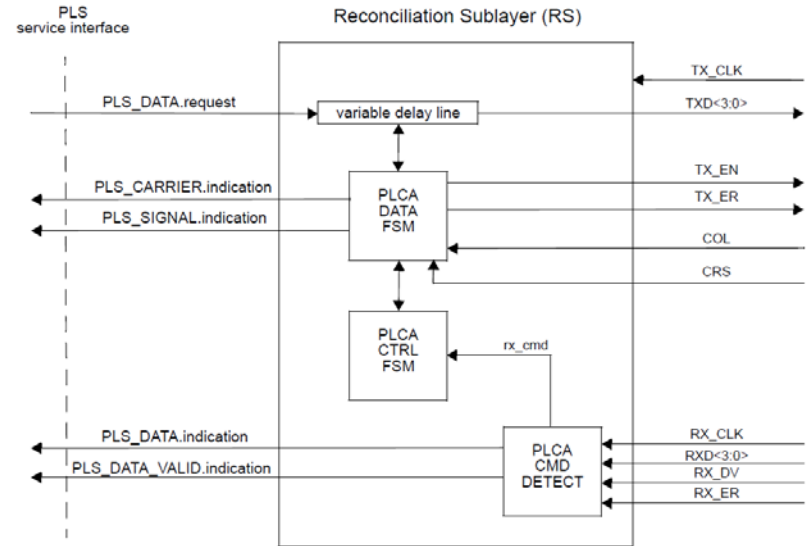 PLS
service interface
Reconciliation Sublayer (RS)
TX_CLK
PLS_DATA.request
variable delay line
TXD<3:0>
PLS_CARRIER.indication
PLCA
DATA
FSM
TX_EN
PLS_SIGNAL.indication
TX_ER
COL
CRS
PLCA
CTRL
FSM
rx_cmd
PLS_DATA.indication
PLS_DATA_VALID.indication
PLCA
CMD
DETECT
RX_CLK
RXD<3:0>
RX_DV
RX_ER